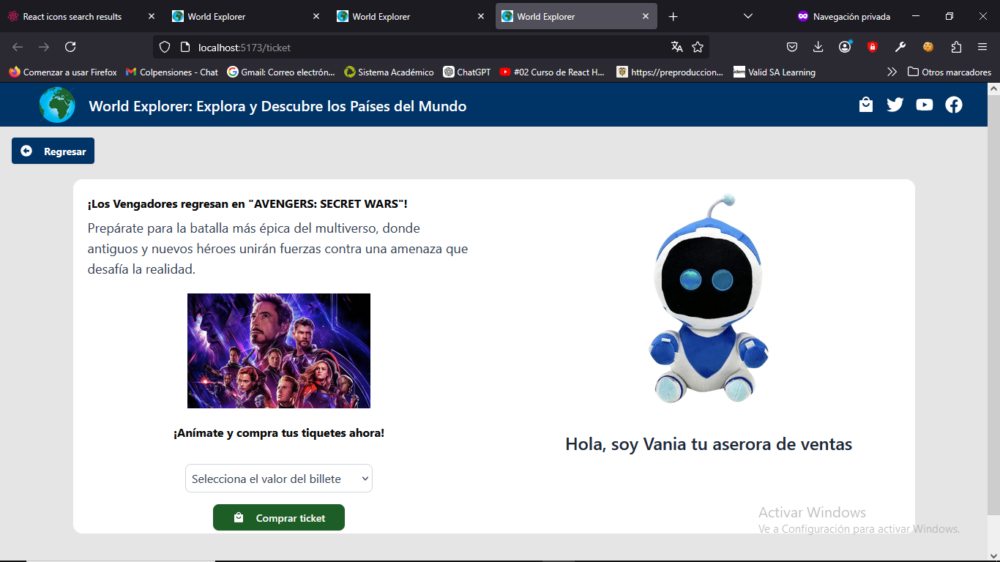 React icons search results
World Explorer
World Explorer
World Explorer
Navegación privada
localhost:5173/ticket
Comenzar a usar Firefox
Colpensiones - Chat
Gmail: Correo electrón...
Sistema Académico
ChatGPT
#02 Curso de React H...
https://preproduccion...
Valid SA Learning
Otros marcadores
World Explorer: Explora y Descubre los Países del Mundo
Regresar
¡Los Vengadores regresan en "AVENGERS: SECRET WARS"!
Prepárate para la batalla más épica del multiverso, donde
antiguos y nuevos héroes unirán fuerzas contra una amenaza que
desafía la realidad.
¡Anímate y compra tus tiquetes ahora!
Selecciona el valor del billete
Comprar ticket
Hola, soy Vania tu aserora de ventas
Activar Windows
Ve a Configuración para activar Windows.